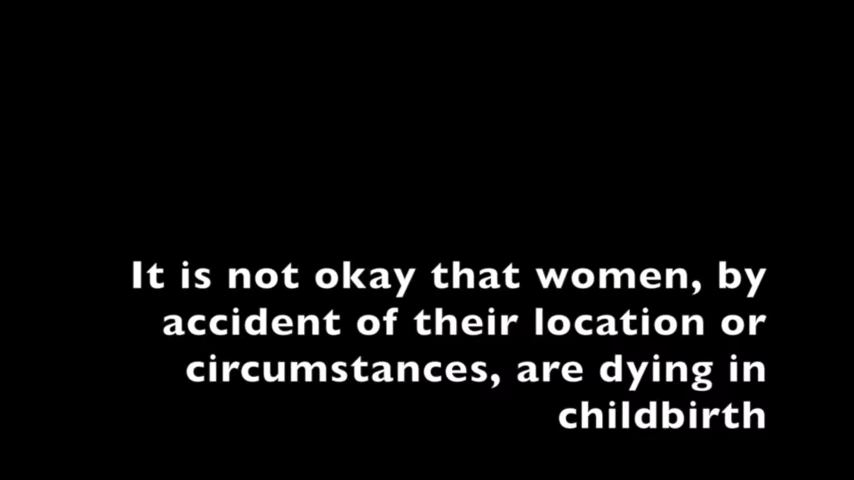 It is not okay that women, by
accident of their location or
circumstances, are dying in
childbirth